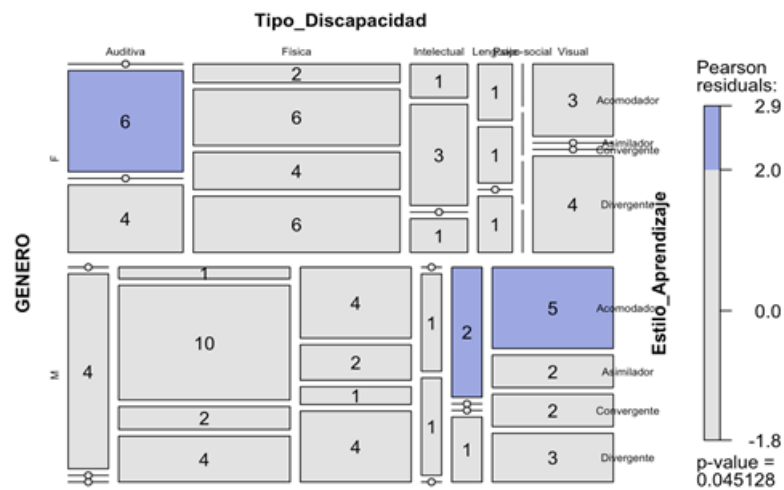 Tipo_Discapacidad
Auditiva Física Intelectual Lenguaje Psico-social Visual
GENERO
F
M
6
4
2
6
4
6
1
3
1
1
1
1
3
4
Acomodador
Asimilador
Convergente
Divergente
4
1
10
2
4
4
2
1
4
1
1
2
1
5
2
2
3
Acomodador
Asimilador
Convergente
Divergente
Estilo_Aprendizaje
Pearson
residuals:
2.9
2.0
0.0
-1.8
p-value =
0.045128